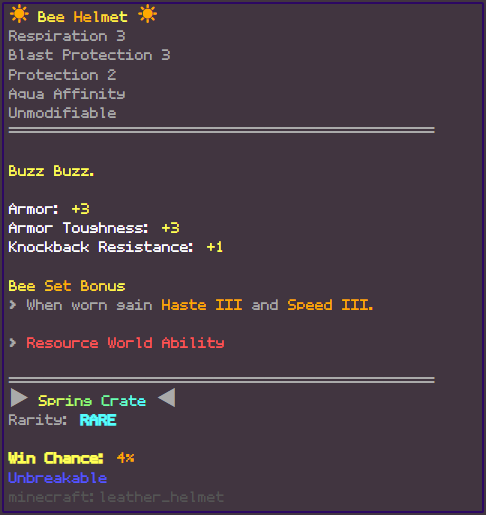 ☀ Bee Helmet ☀
Respiration 3
Blast Protection 3
Protection 2
Aqua Affinity
Unmodifiable
Buzz Buzz.
Armor: +3
Armor Toughness: +3
Knockback Resistance: +1
Bee Set Bonus
> When worn gain Haste III and Speed III.
> Resource World Ability
▶ Spring Crate ◀
Rarity: RARE
Win Chance: 4%
Unbreakable
minecraft:leather_helmet